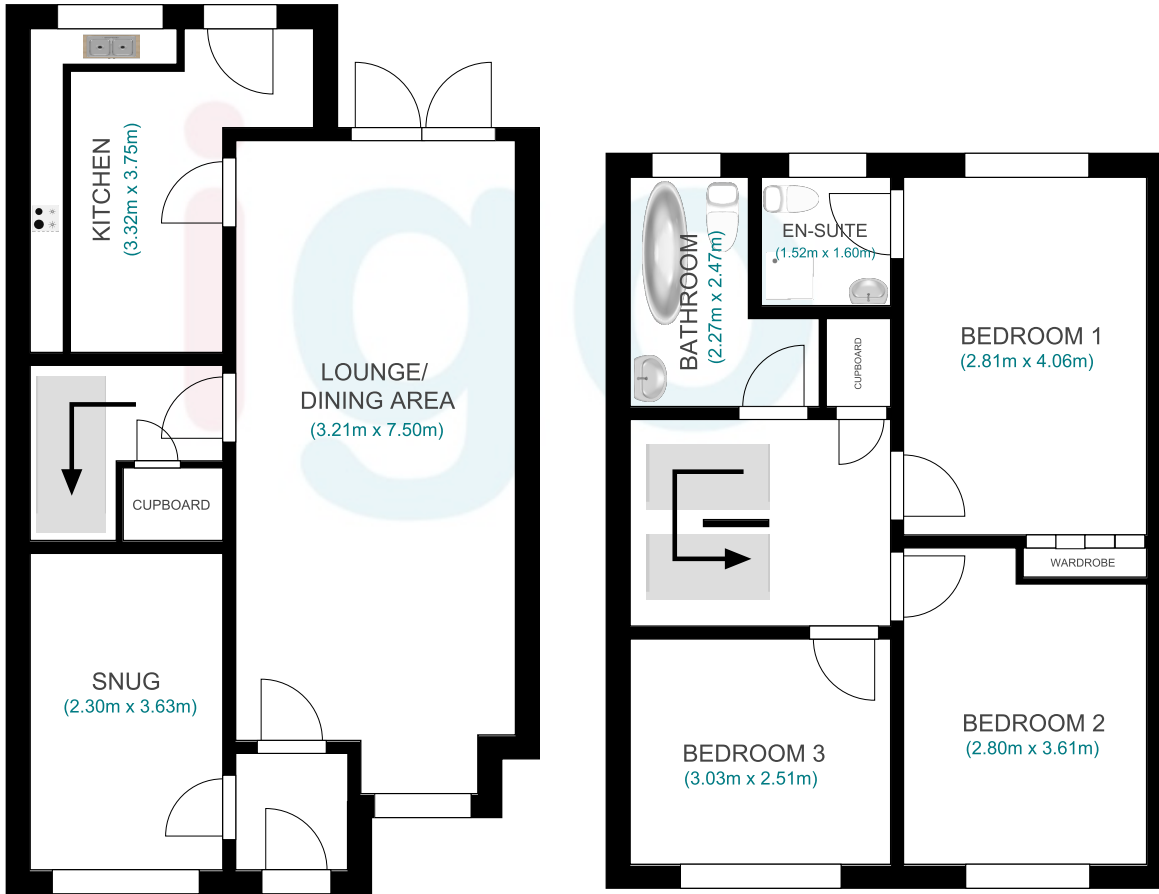 KITCHEN
(3.32m x 3.75m)
LOUNGE/
DINING AREA
(3.21m x 7.50m)
CUPBOARD
SNUG
(2.30m x 3.63m)
BATHROOM
(2.27m x 2.47m)
EN-SUITE
(1.52m x 1.60m)
CUPBOARD
BEDROOM 1
(2.81m x 4.06m)
WARDROBE
BEDROOM 3
(3.03m x 2.51m)
BEDROOM 2
(2.80m x 3.61m)
igo